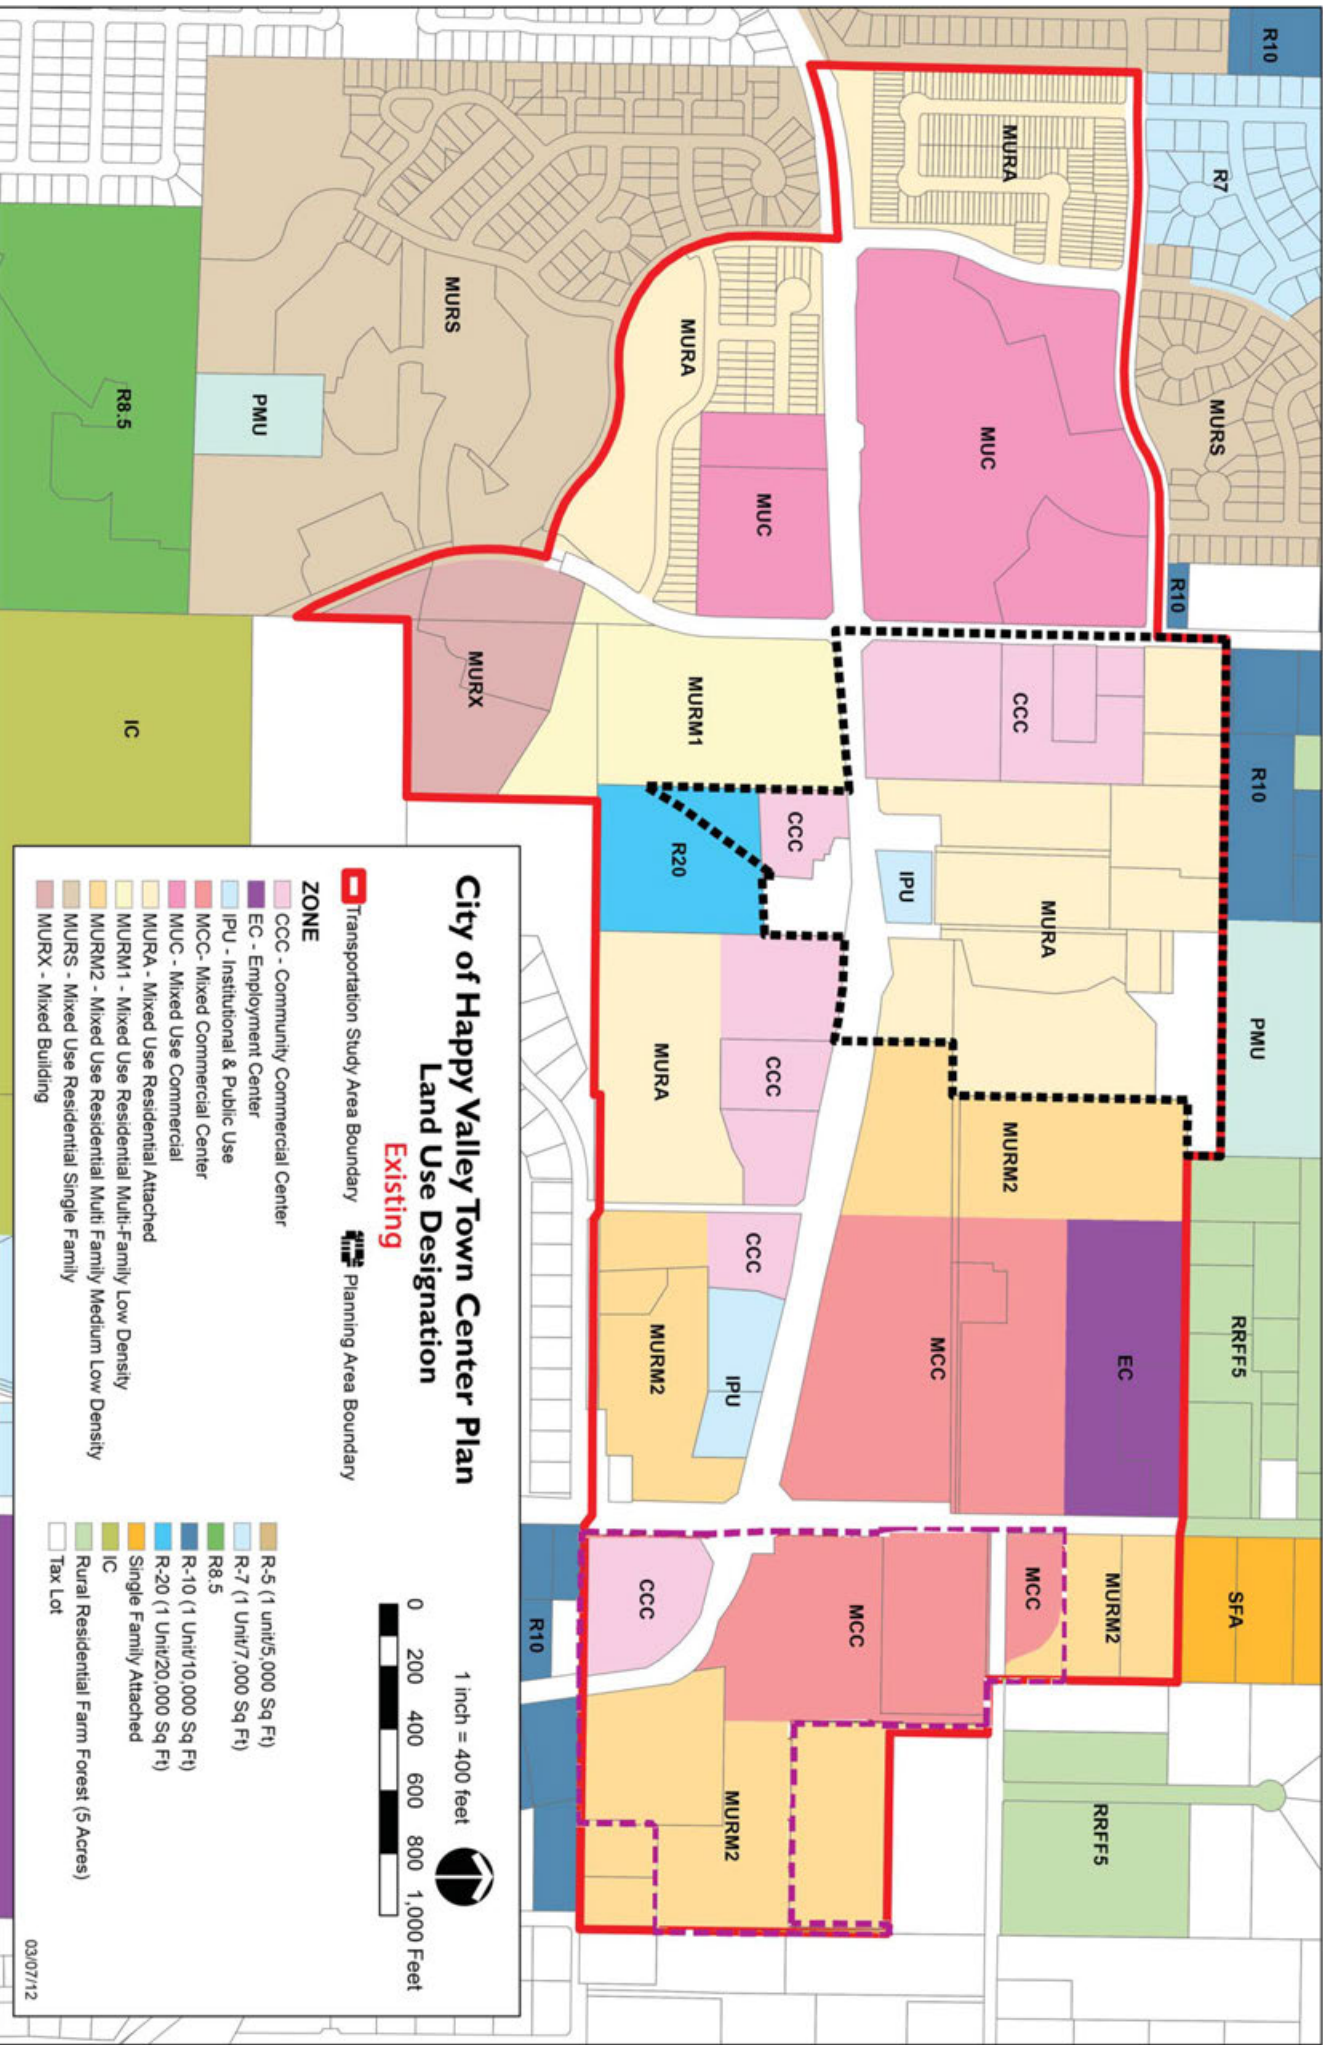 R10
R7
MURA
MURS
MUC
R10
MURS
MURA
MUC
PMU
R8.5
R10
CCC
MURA
IPU
PMU
MURM1
CCC
R20
MURX
IC
MURM2
EC
MCC
RRFF5
CCC
MURA
CCC
IPU
MURM2
SFA
MURM2
MCC
MCC
CCC
R10
MURM2
RRFF5
City of Happy Valley Town Center Plan
Land Use Designation
Existing
Transportation Study Area Boundary
Planning Area Boundary
ZONE
CCC - Community Commercial Center
EC - Employment Center
IPU - Institutional & Public Use
MCC- Mixed Commercial Center
MUC - Mixed Use Commercial
MURA - Mixed Use Residential Attached
MURM1 - Mixed Use Residential Multi-Family Low Density
MURM2 - Mixed Use Residential Multi Family Medium Low Density
MURS - Mixed Use Residential Single Family
MURX - Mixed Building
R-5 (1 unit/5,000 Sq Ft)
R-7 (1 Unit/7,000 Sq Ft)
R8.5
R-10 (1 Unit/10,000 Sq Ft)
R-20 (1 Unit/20,000 Sq Ft)
Single Family Attached
IC
Rural Residential Farm Forest (5 Acres)
Tax Lot
1 inch = 400 feet
0 200 400 600 800 1,000 Feet
03/07/12